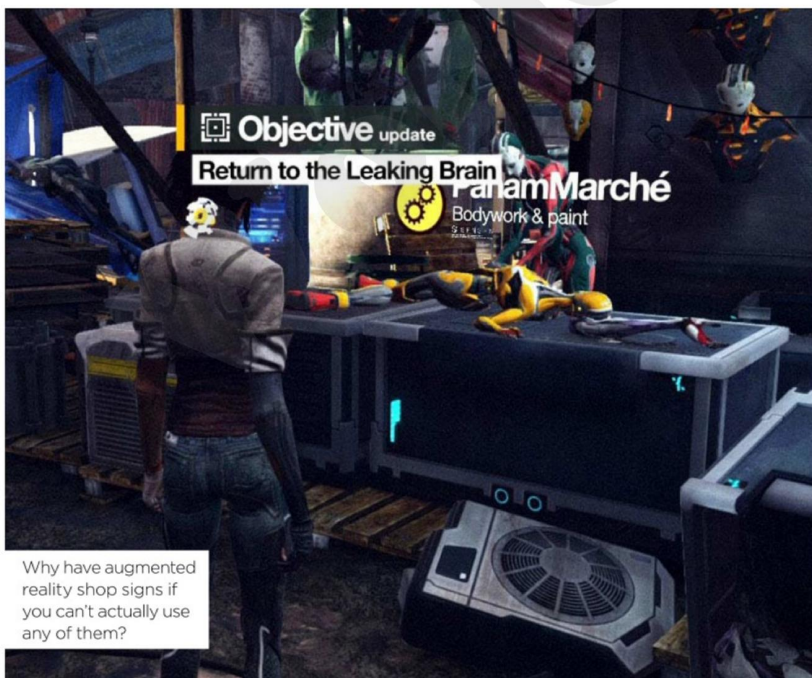 Objective update
Return to the Leaking Brain
PanamMarché
Bodywork & paint
Why have augmented
reality shop signs if
you can't actually use
any of them?